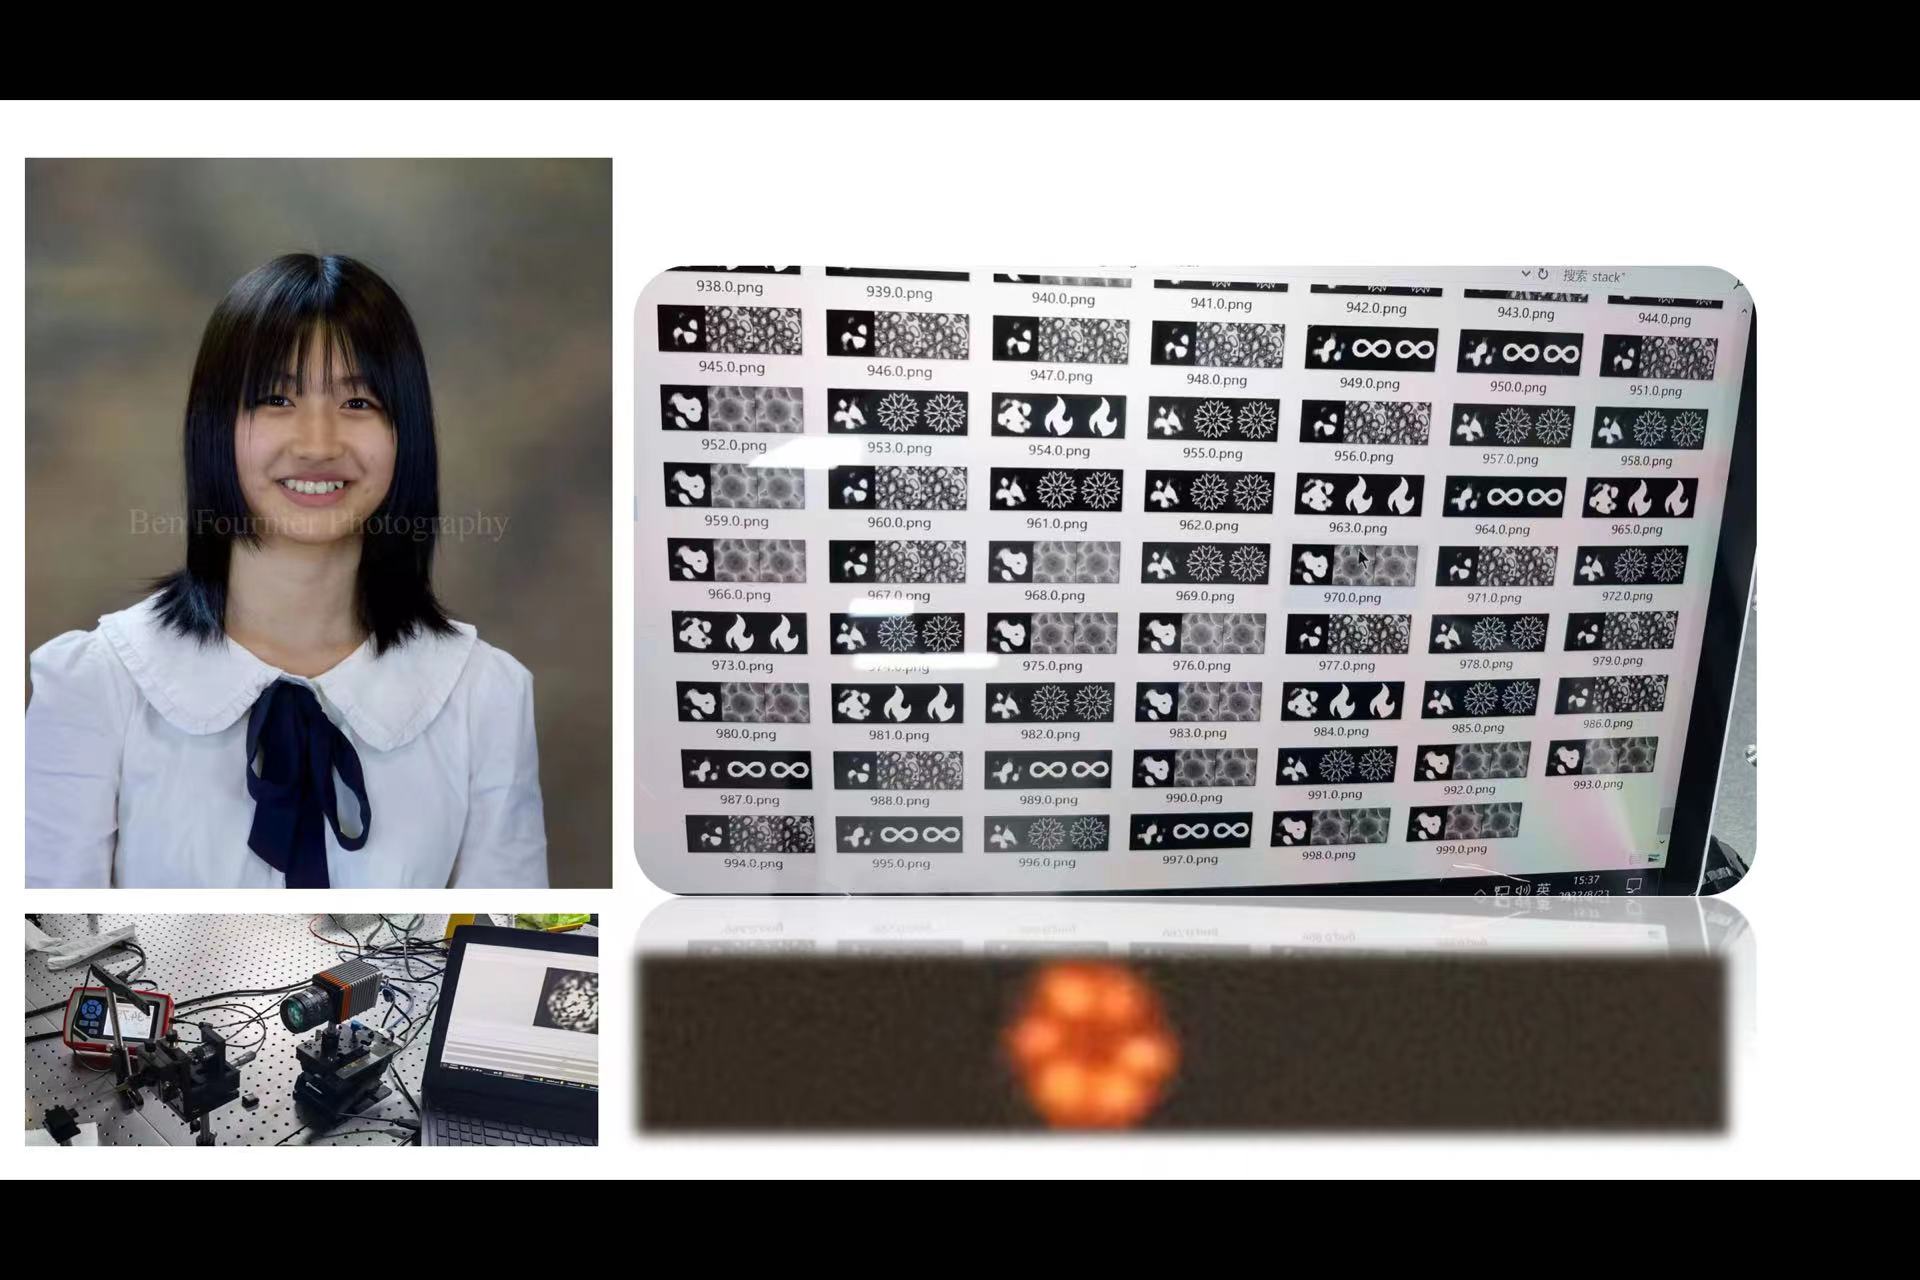 Ben Fournier Photography
搜索 stack"
938.0.png 939.0.png 940.0.png 941.0.png 942.0.png 943.0.png 944.0.png
945.0.png 946.0.png 947.0.png 948.0.png 949.0.png 950.0.png 951.0.png
952.0.png 953.0.png 954.0.png 955.0.png 956.0.png 957.0.png 958.0.png
959.0.png 960.0.png 961.0.png 962.0.png 963.0.png 964.0.png 965.0.png
966.0.png 967.0.png 968.0.png 969.0.png 970.0.png 971.0.png 972.0.png
973.0.png 974.0.png 975.0.png 976.0.png 977.0.png 978.0.png 979.0.png
980.0.png 981.0.png 982.0.png 983.0.png 984.0.png 985.0.png 986.0.png
987.0.png 988.0.png 989.0.png 990.0.png 991.0.png 992.0.png 993.0.png
994.0.png 995.0.png 996.0.png 997.0.png 998.0.png 999.0.png
英 15:37